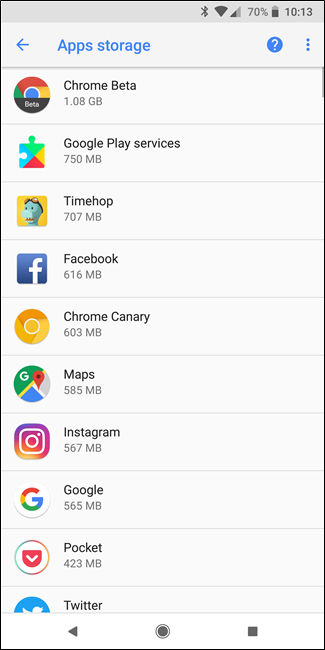 70% 10:13
Apps storage
Beta
Chrome Beta
1.08 GB
Google Play services
750 MB
Timehop
707 MB
f
Facebook
616 MB
Chrome Canary
603 MB
G
Maps
585 MB
Instagram
567 MB
G
Google
565 MB
Pocket
423 MB
Twitter